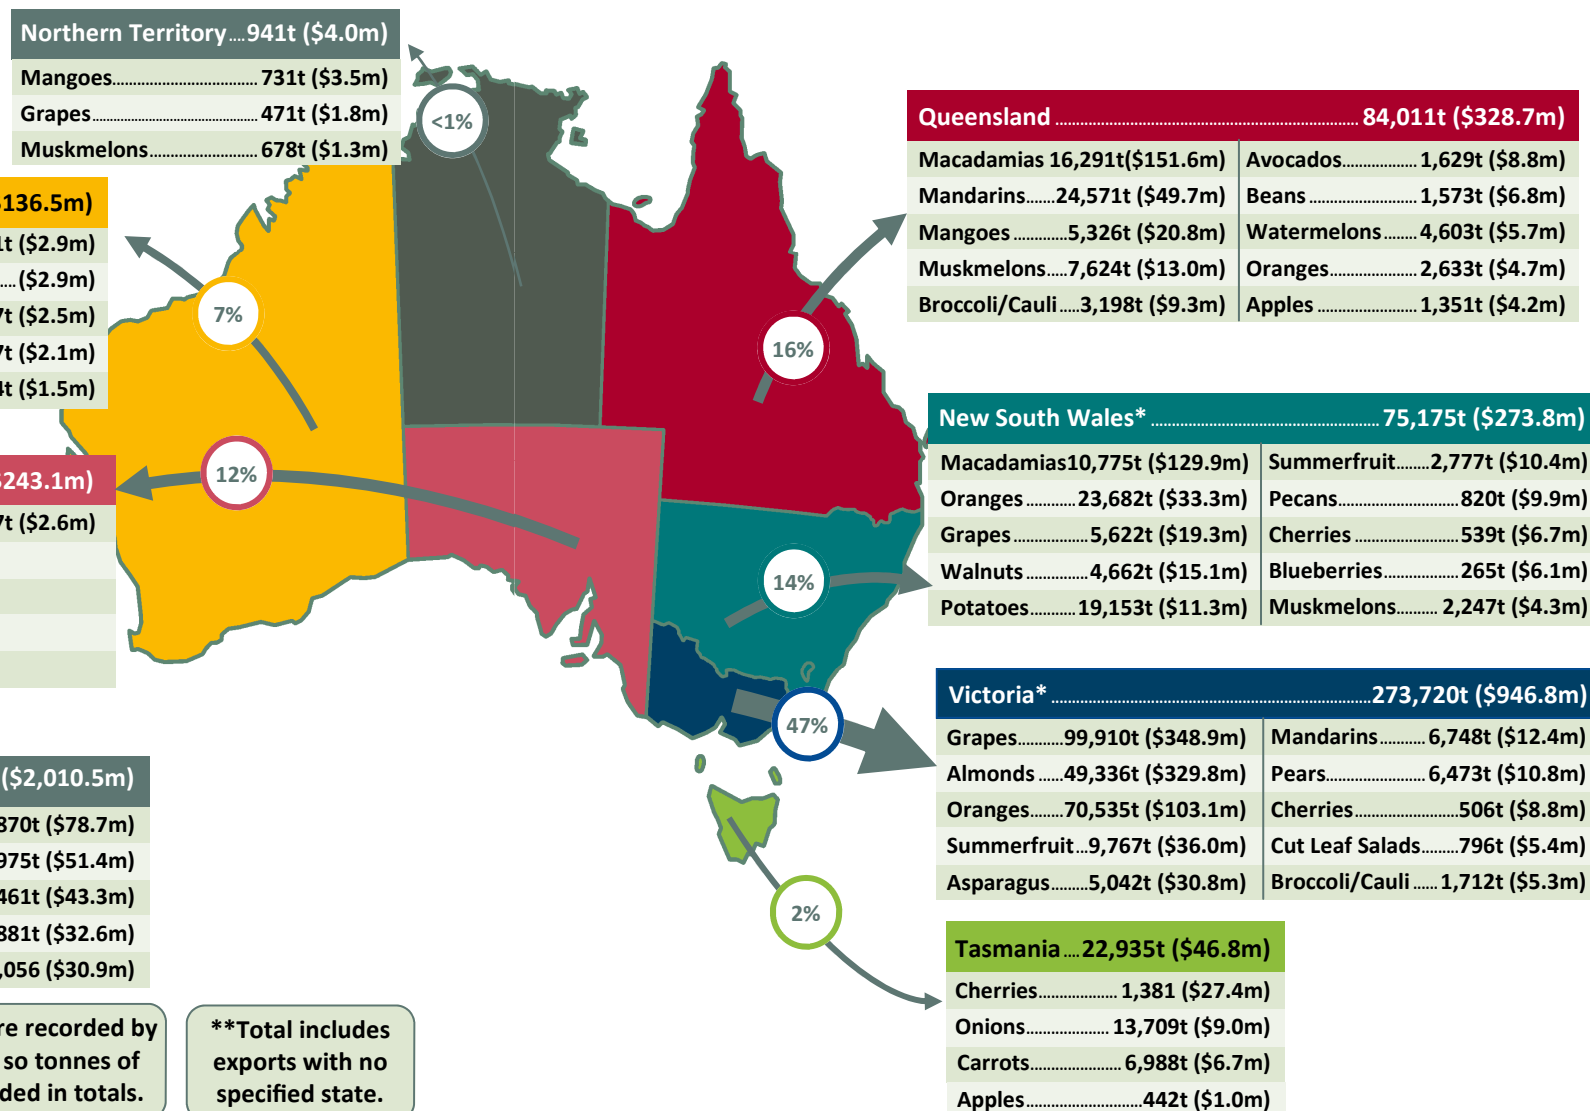 Northern Territory....941t ($4.0m)
Mangoes 731t ($3.5m)
Grapes 471t ($1.8m)
Muskmelons 678t ($1.3m)
<1%
$136.5m)
t ($2.9m)
($2.9m)
7t ($2.5m)
7t ($2.1m)
4t ($1.5m)
7%
$243.1m)
7t ($2.6m)
12%
Queensland 84,011t ($328.7m)
Macadamias 16,291t($151.6m) Avocados 1,629t ($8.8m)
Mandarins 24,571t ($49.7m) Beans 1,573t ($6.8m)
Mangoes 5,326t ($20.8m) Watermelons 4,603t ($5.7m)
Muskmelons 7,624t ($13.0m) Oranges 2,633t ($4.7m)
Broccoli/Cauli 3,198t ($9.3m) Apples 1,351t ($4.2m)
16%
New South Wales* 75,175t ($273.8m)
Macadamias10,775t ($129.9m) Summerfruit 2,777t ($10.4m)
Oranges 23,682t ($33.3m) Pecans 820t ($9.9m)
Grapes 5,622t ($19.3m) Cherries 539t ($6.7m)
Walnuts 4,662t ($15.1m) Blueberries 265t ($6.1m)
Potatoes 19,153t ($11.3m) Muskmelons 2,247t ($4.3m)
14%
Victoria* 273,720t ($946.8m)
Grapes 99,910t ($348.9m) Mandarins 6,748t ($12.4m)
Almonds 49,336t ($329.8m) Pears 6,473t ($10.8m)
Oranges 70,535t ($103.1m) Cherries 506t ($8.8m)
Summerfruit 9,767t ($36.0m) Cut Leaf Salads 796t ($5.4m)
Asparagus 5,042t ($30.8m) Broccoli/Cauli 1,712t ($5.3m)
47%
($2,010.5m)
870t ($78.7m)
975t ($51.4m)
461t ($43.3m)
881t ($32.6m)
,056 ($30.9m)
2%
Tasmania 22,935t ($46.8m)
Cherries 1,381 ($27.4m)
Onions 13,709t ($9.0m)
Carrots 6,988t ($6.7m)
Apples 442t ($1.0m)
re recorded by
so tonnes of
ded in totals.
**Total includes
exports with no
specified state.